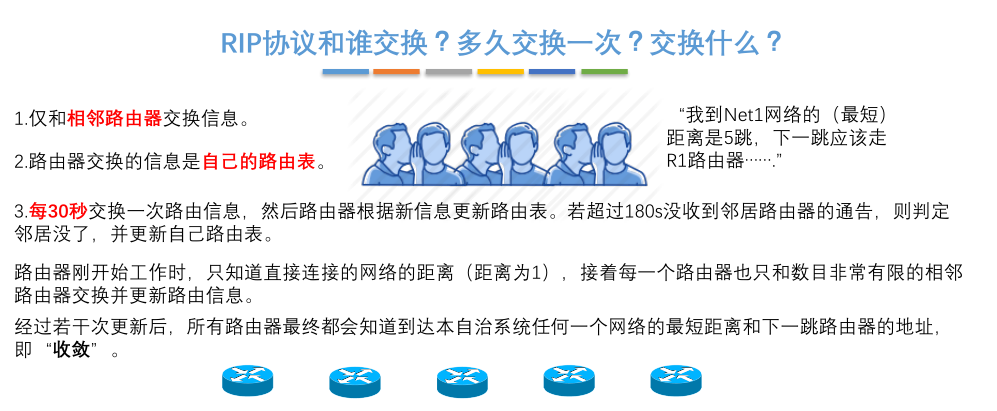 RIP协议和谁交换？多久交换一次？交换什么？
1.仅和相邻路由器交换信息。
2.路由器交换的信息是自己的路由表。
“我到Net1网络的（最短）
距离是5跳，下一跳应该走
R1路由器…….”
3.每30秒交换一次路由信息，然后路由器根据新信息更新路由表。若超过180s没收到邻居路由器的通告，则判定
邻居没了，并更新自己路由表。
路由器刚开始工作时，只知道直接连接的网络的距离（距离为1），接着每一个路由器也只和数目非常有限的相邻
路由器交换并更新路由信息。
经过若干次更新后，所有路由器最终都会知道到达本自治系统任何一个网络的最短距离和下一跳路由器的地址，
即“收敛”。